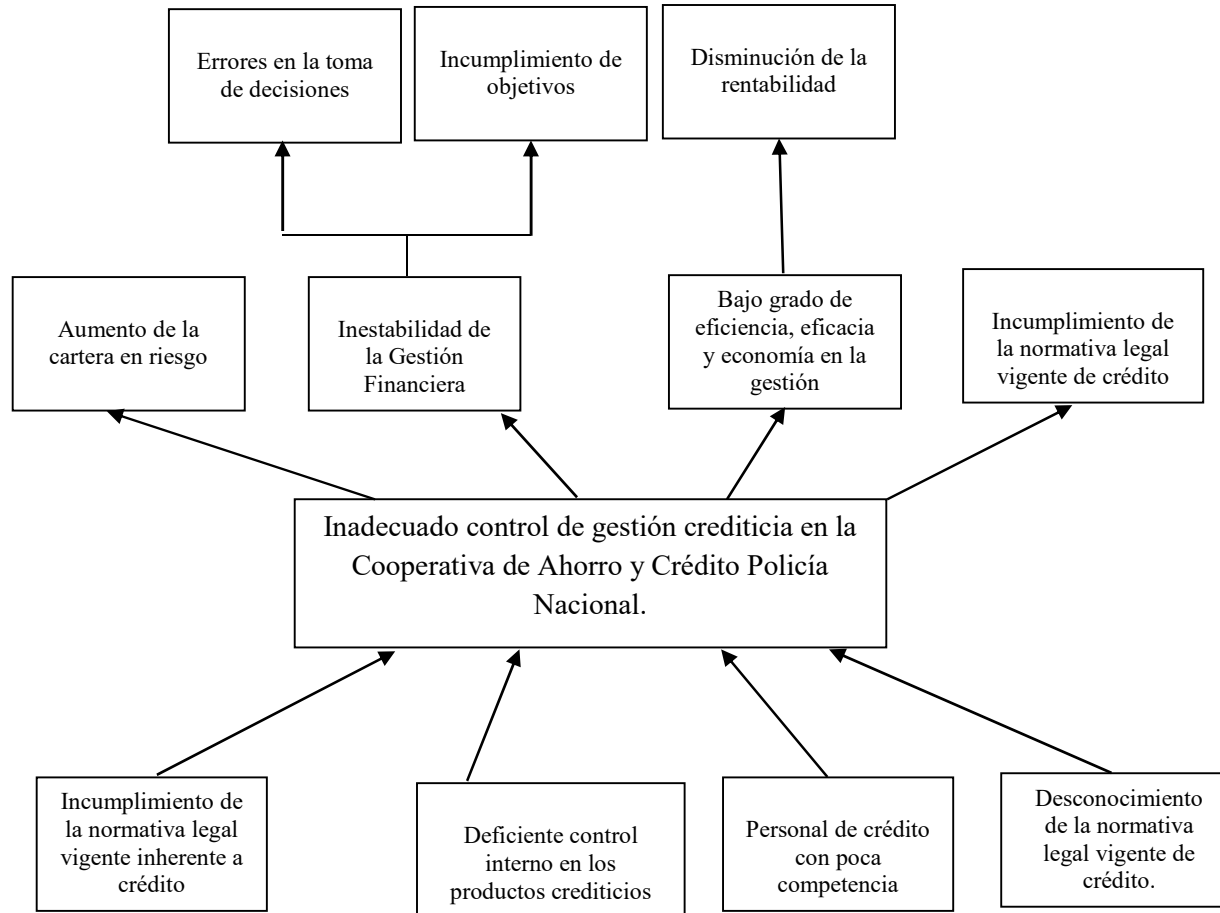 Errores en la toma
de decisiones
Incumplimiento de
objetivos
Disminución de la
rentabilidad
Aumento de la
cartera en riesgo
Inestabilidad de
la Gestión
Financiera
Bajo grado de
eficiencia, eficacia
y economía en la
gestión
Incumplimiento de
la normativa legal
vigente de crédito
Inadecuado control de gestión crediticia en la
Cooperativa de Ahorro y Crédito Policía
Nacional.
Incumplimiento de
la normativa legal
vigente inherente a
crédito
Deficiente control
interno en los
productos crediticios
Personal de crédito
con poca
competencia
Desconocimiento
de la normativa
legal vigente de
crédito.